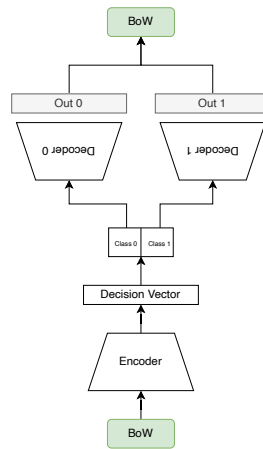 BoW
Out 0
Out 1
Decoder 0
Decoder 1
Class 0
Class 1
Decision Vector
Encoder
BoW